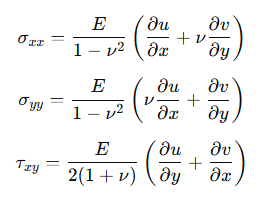 σ_xx = E/(1 − ν²) (∂u/∂x + ν ∂v/∂y)
σ_yy = E/(1 − ν²) (ν ∂u/∂x + ∂v/∂y)
τ_xy = E/(2(1 + ν)) (∂u/∂y + ∂v/∂x)